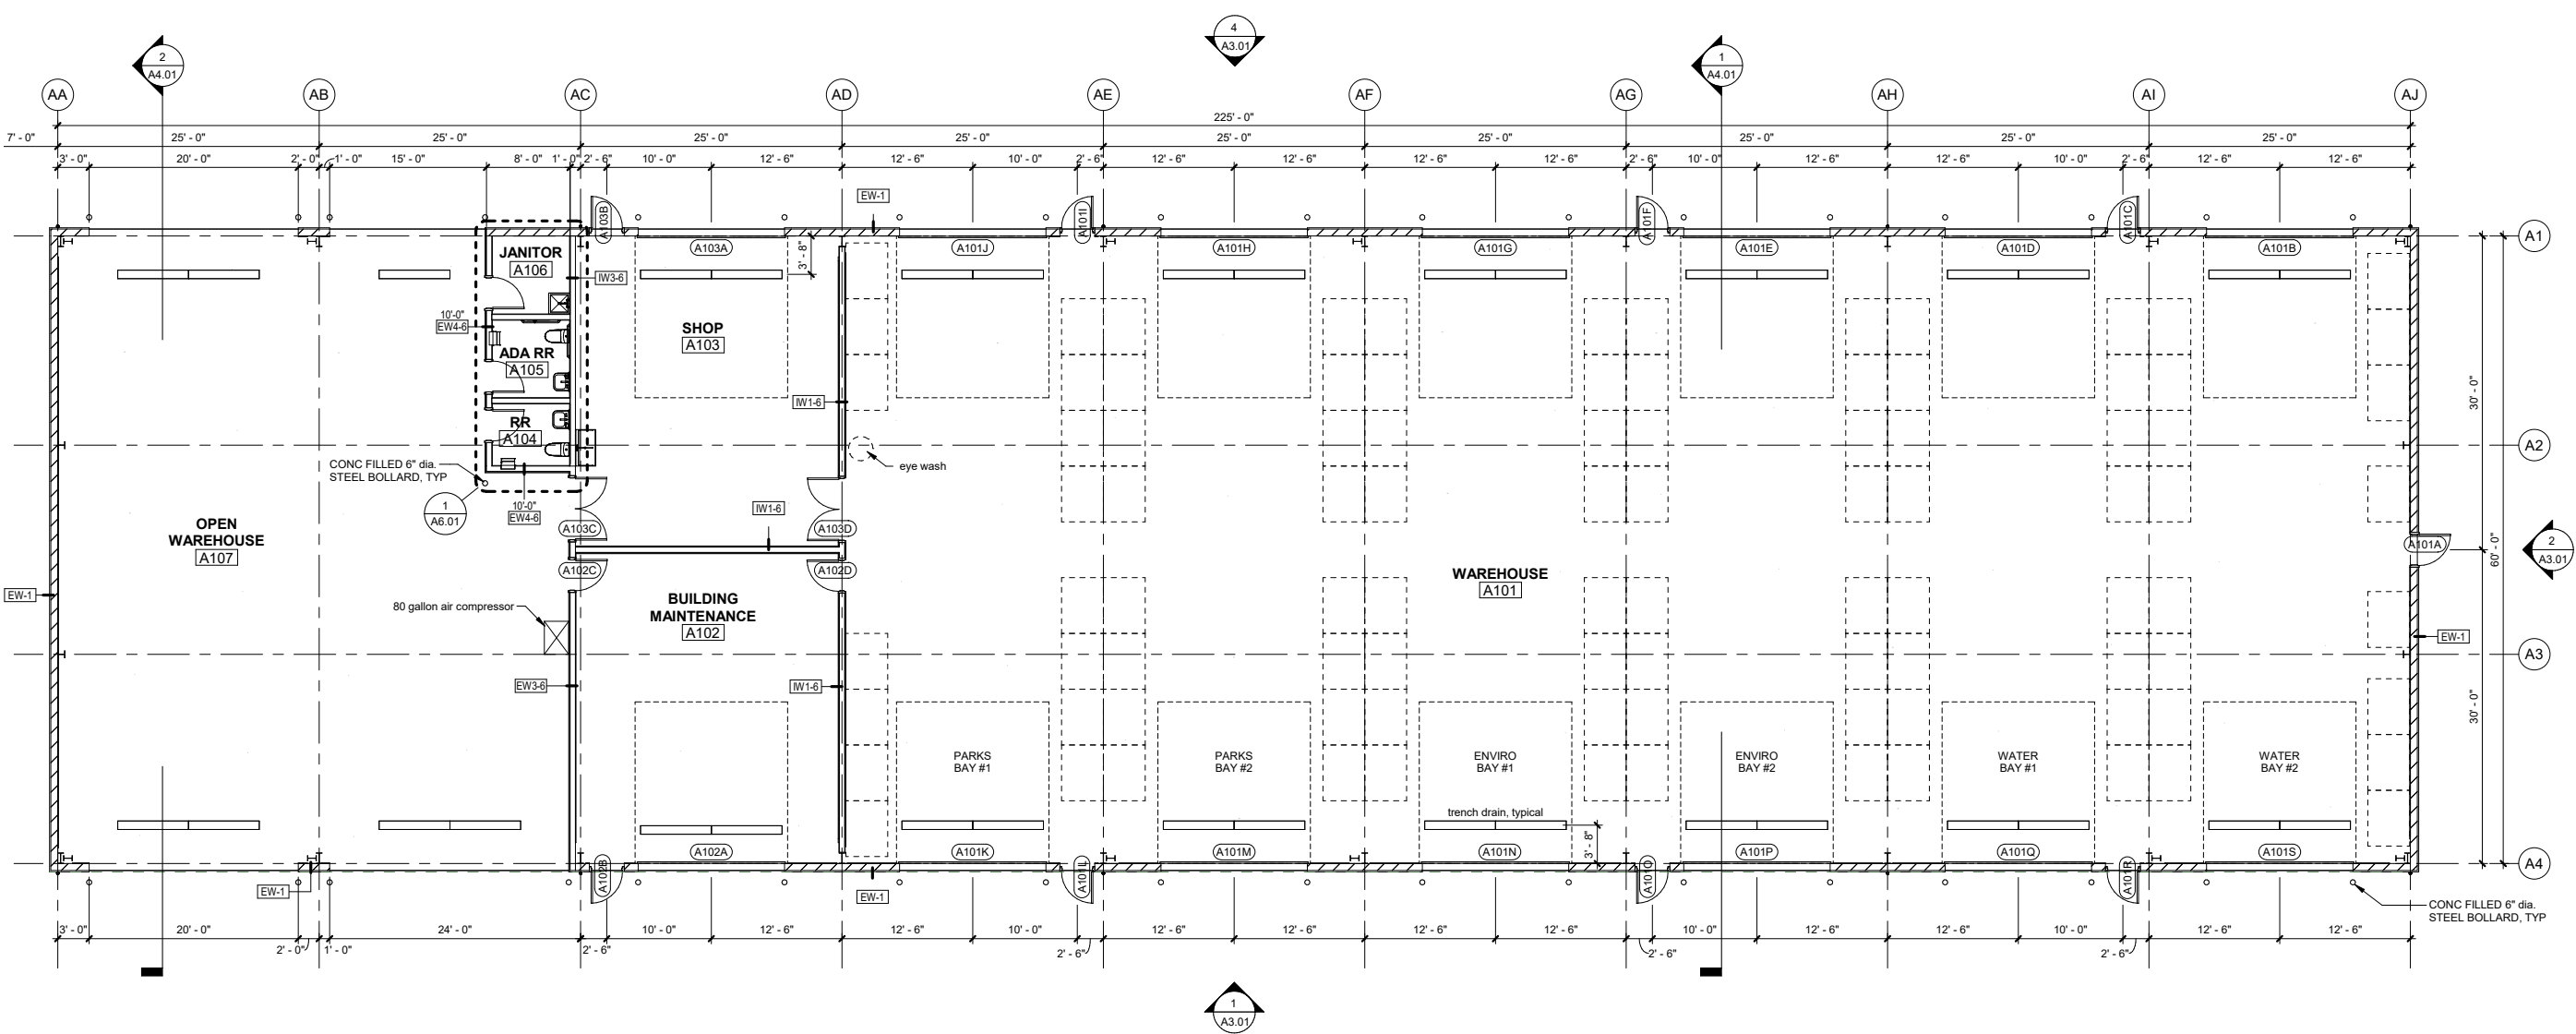 4
A3.01
2
A4.01
1
A4.01
AA
AB
AC
AD
AE
AF
AG
AH
AI
AJ
225' - 0"
7' - 0"
25' - 0"
25' - 0"
25' - 0"
25' - 0"
25' - 0"
25' - 0"
25' - 0"
25' - 0"
25' - 0"
3' - 0"
20' - 0"
2' - 0"
1' - 0"
15' - 0"
8' - 0"
1' - 0"
2' - 6"
10' - 0"
12' - 6"
12' - 6"
10' - 0"
2' - 6"
12' - 6"
12' - 6"
12' - 6"
12' - 6"
2' - 6"
10' - 0"
12' - 6"
12' - 6"
10' - 0"
2' - 6"
12' - 6"
12' - 6"
EW-1
A103B
A101I
A101F
A101C
A103A
A101J
A101H
A101G
A101E
A101D
A101B
A1
JANITOR
A106
IW3-6
3' - 8"
10'-0"
EW4-6
SHOP
A103
ADA RR
A105
IW1-6
RR
A104
30' - 0"
A2
CONC FILLED 6" dia.
STEEL BOLLARD, TYP
eye wash
1
A6.01
10'-0"
EW4-6
IW1-6
OPEN
WAREHOUSE
A107
A103C
A103D
A102C
A102D
A101A
60' - 0"
2
A3.01
WAREHOUSE
A101
EW-1
80 gallon air compressor
BUILDING
MAINTENANCE
A102
EW-1
A3
EW3-6
IW1-6
30' - 0"
PARKS
BAY #1
PARKS
BAY #2
ENVIRO
BAY #1
ENVIRO
BAY #2
WATER
BAY #1
WATER
BAY #2
trench drain, typical
3' - 8"
A102A
A101K
A101M
A101N
A101P
A101Q
A101S
A4
A102B
A101L
A101O
A101R
EW-1
EW-1
CONC FILLED 6" dia.
STEEL BOLLARD, TYP
3' - 0"
20' - 0"
2' - 0"
1' - 0"
24' - 0"
2' - 6"
10' - 0"
12' - 6"
12' - 6"
10' - 0"
2' - 6"
12' - 6"
12' - 6"
12' - 6"
12' - 6"
2' - 6"
10' - 0"
12' - 6"
12' - 6"
10' - 0"
2' - 6"
12' - 6"
12' - 6"
1
A3.01